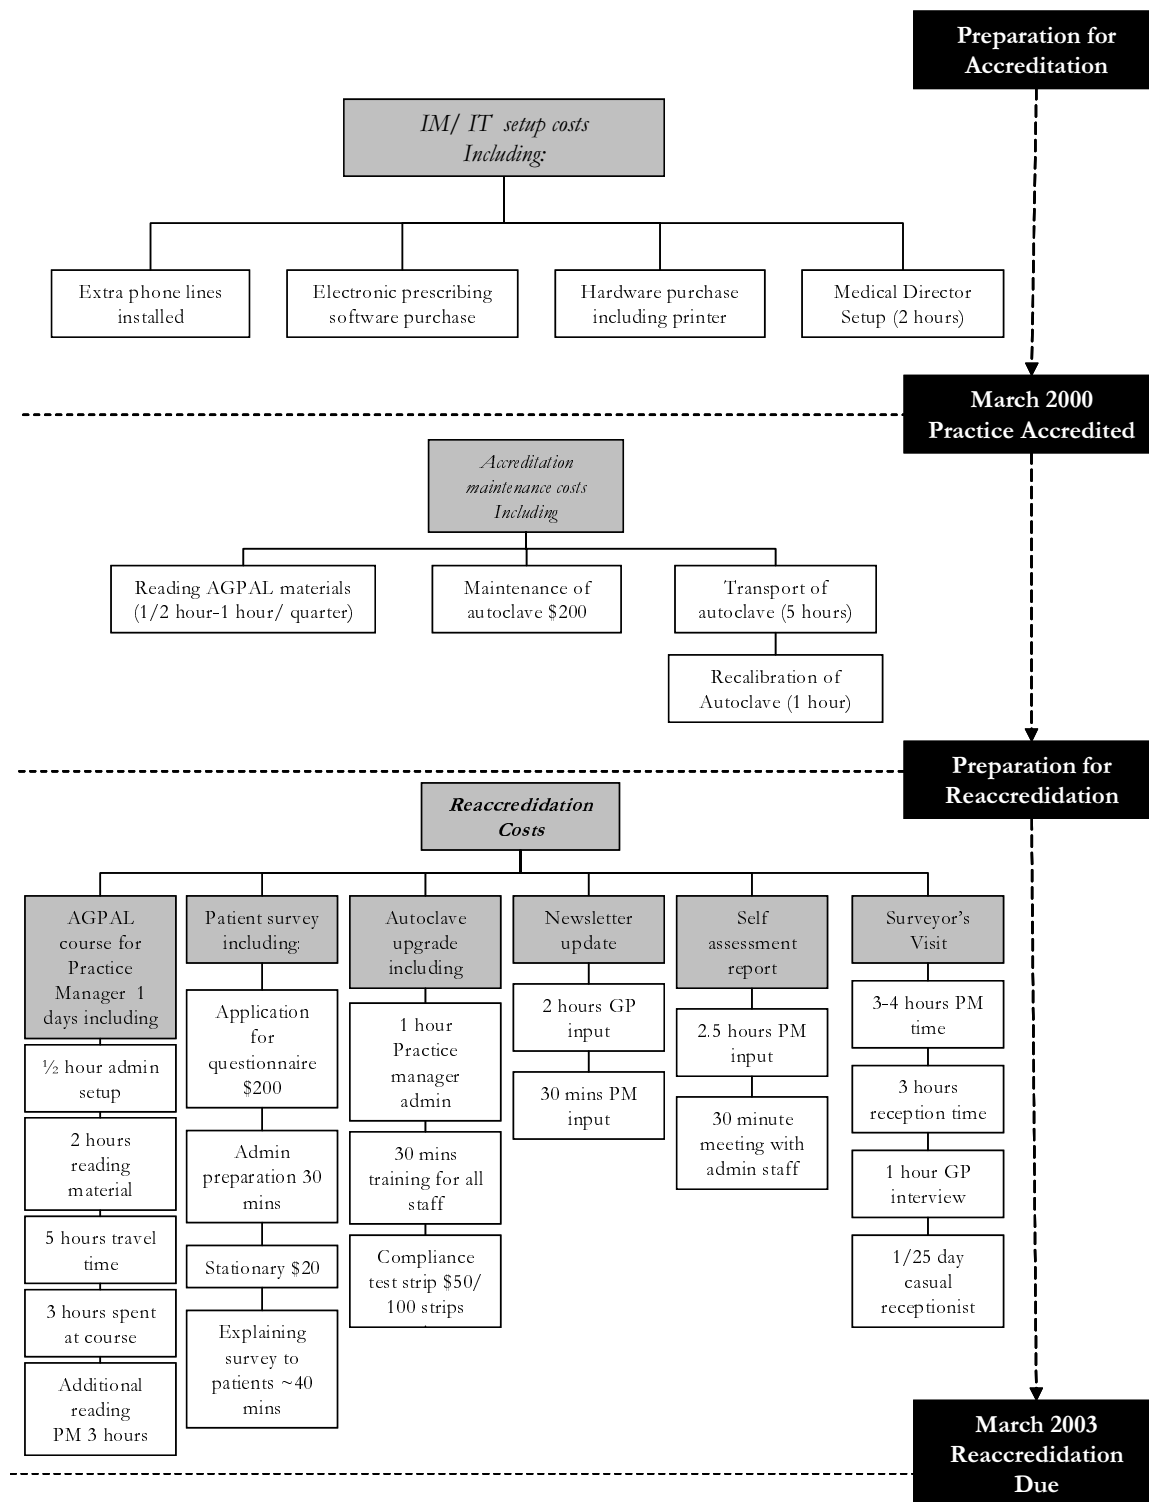 Preparation for
Accreditation
IM/ IT setup costs
Including:
Extra phone lines
installed
Electronic prescribing
software purchase
Hardware purchase
including printer
Medical Director
Setup (2 hours)
March 2000
Practice Accredited
Accreditation
maintenance costs
Including
Reading AGPAL materials
(1/2 hour-1 hour/ quarter)
Maintenance of
autoclave $200
Transport of
autoclave (5 hours)
Recalibration of
Autoclave (1 hour)
Preparation for
Reaccredidation
Reaccredidation
Costs
AGPAL
course for
Practice
Manager 1
days including
½ hour admin
setup
2 hours
reading
material
5 hours travel
time
3 hours spent
at course
Additional
reading
PM 3 hours
Patient survey
including:
Application
for
questionnaire
$200
Admin
preparation 30
mins
Stationary $20
Explaining
survey to
patients ~40
mins
Autoclave
upgrade
including
1 hour
Practice
manager
admin
30 mins
training for all
staff
Compliance
test strip $50/
100 strips
Newsletter
update
2 hours GP
input
30 mins PM
input
Self
assessment
report
2.5 hours PM
input
30 minute
meeting with
admin staff
Surveyor's
Visit
3-4 hours PM
time
3 hours
reception time
1 hour GP
interview
1/25 day
casual
receptionist
March 2003
Reaccredidation
Due